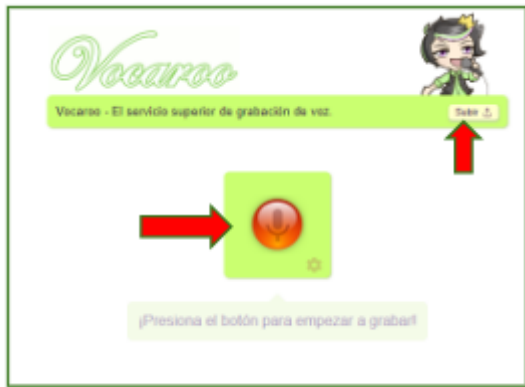 Vocaroo
Vocaroo - El servicio superior de grabación de voz.
Subir
¡Presiona el botón para empezar a grabar!